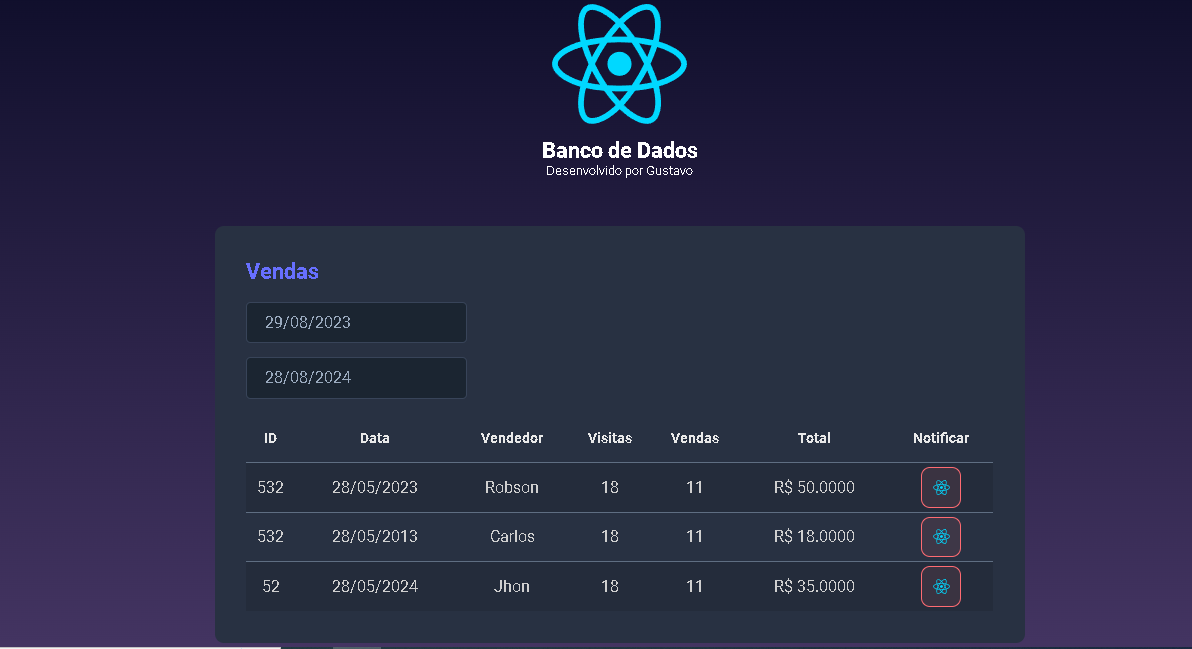 Banco de Dados
Desenvolvido por Gustavo
Vendas
29/08/2023
28/08/2024
ID Data Vendedor Visitas Vendas Total Notificar
532 28/05/2023 Robson 18 11 R$ 50.0000
532 28/05/2013 Carlos 18 11 R$ 18.0000
52 28/05/2024 Jhon 18 11 R$ 35.0000